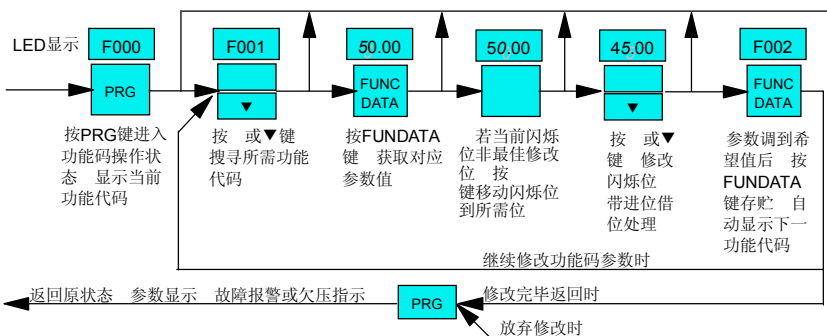 LED显示
F000
F001
50.00
50.00
45.00
F002
PRG
▼
FUNC
DATA
▼
FUNC
DATA
按PRG键进入
功能码操作状
态 显示当前
功能代码
按 或▼键
搜寻所需功能
代码
按FUNDATA
键 获取对应
参数值
若当前闪烁
位非最佳修改
位 按
键移动闪烁位
到所需位
按 或▼
键 修改
闪烁位
带进位借
位处理
参数调到希
望值后 按
FUNDATA
键存贮 自
动显示下一
功能代码
继续修改功能码参数时
返回原状态 参数显示 故障报警或欠压指示
PRG
修改完毕返回时
放弃修改时